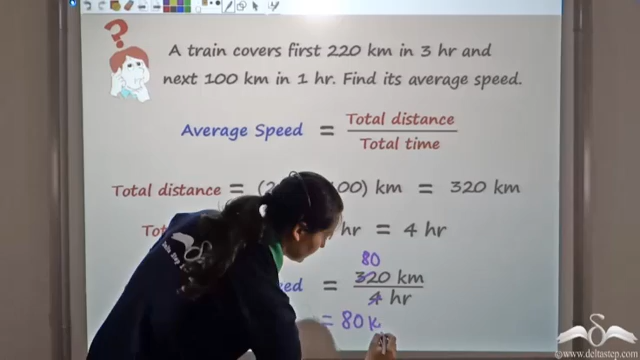 ?
A train covers first 220 km in 3 hr and
next 100 km in 1 hr. Find its average speed.
Average Speed = Total distance
Total time
Total distance = (2 00) km = 320 km
hr = 4 hr
80
= 320 km
4 hr
= 80 k
Delta Step
©www.deltastep.com